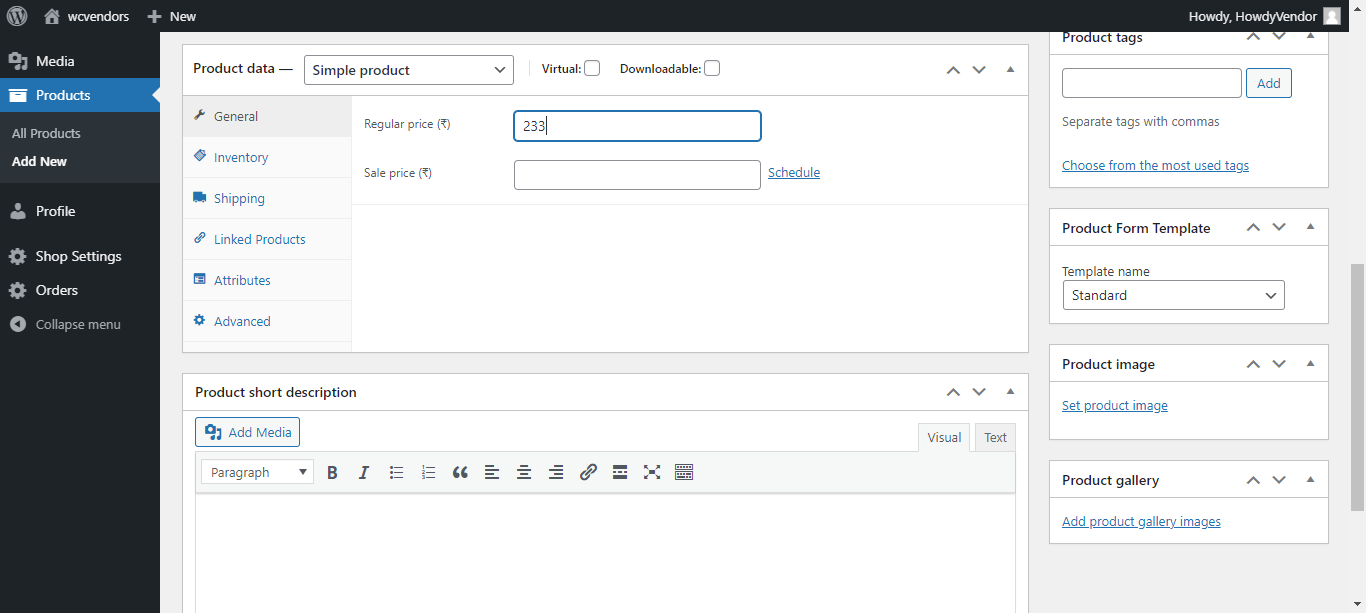 wcvendors
New
Howdy, HowdyVendor
Media
Products
All Products
Add New
Profile
Shop Settings
Orders
Collapse menu
Product data —
Simple product
Virtual:
Downloadable:
General
Inventory
Shipping
Linked Products
Attributes
Advanced
Regular price (₹)
233
Sale price (₹)
Schedule
Product short description
Add Media
Visual
Text
Paragraph
B
I
Product tags
Add
Separate tags with commas
Choose from the most used tags
Product Form Template
Template name
Standard
Product image
Set product image
Product gallery
Add product gallery images